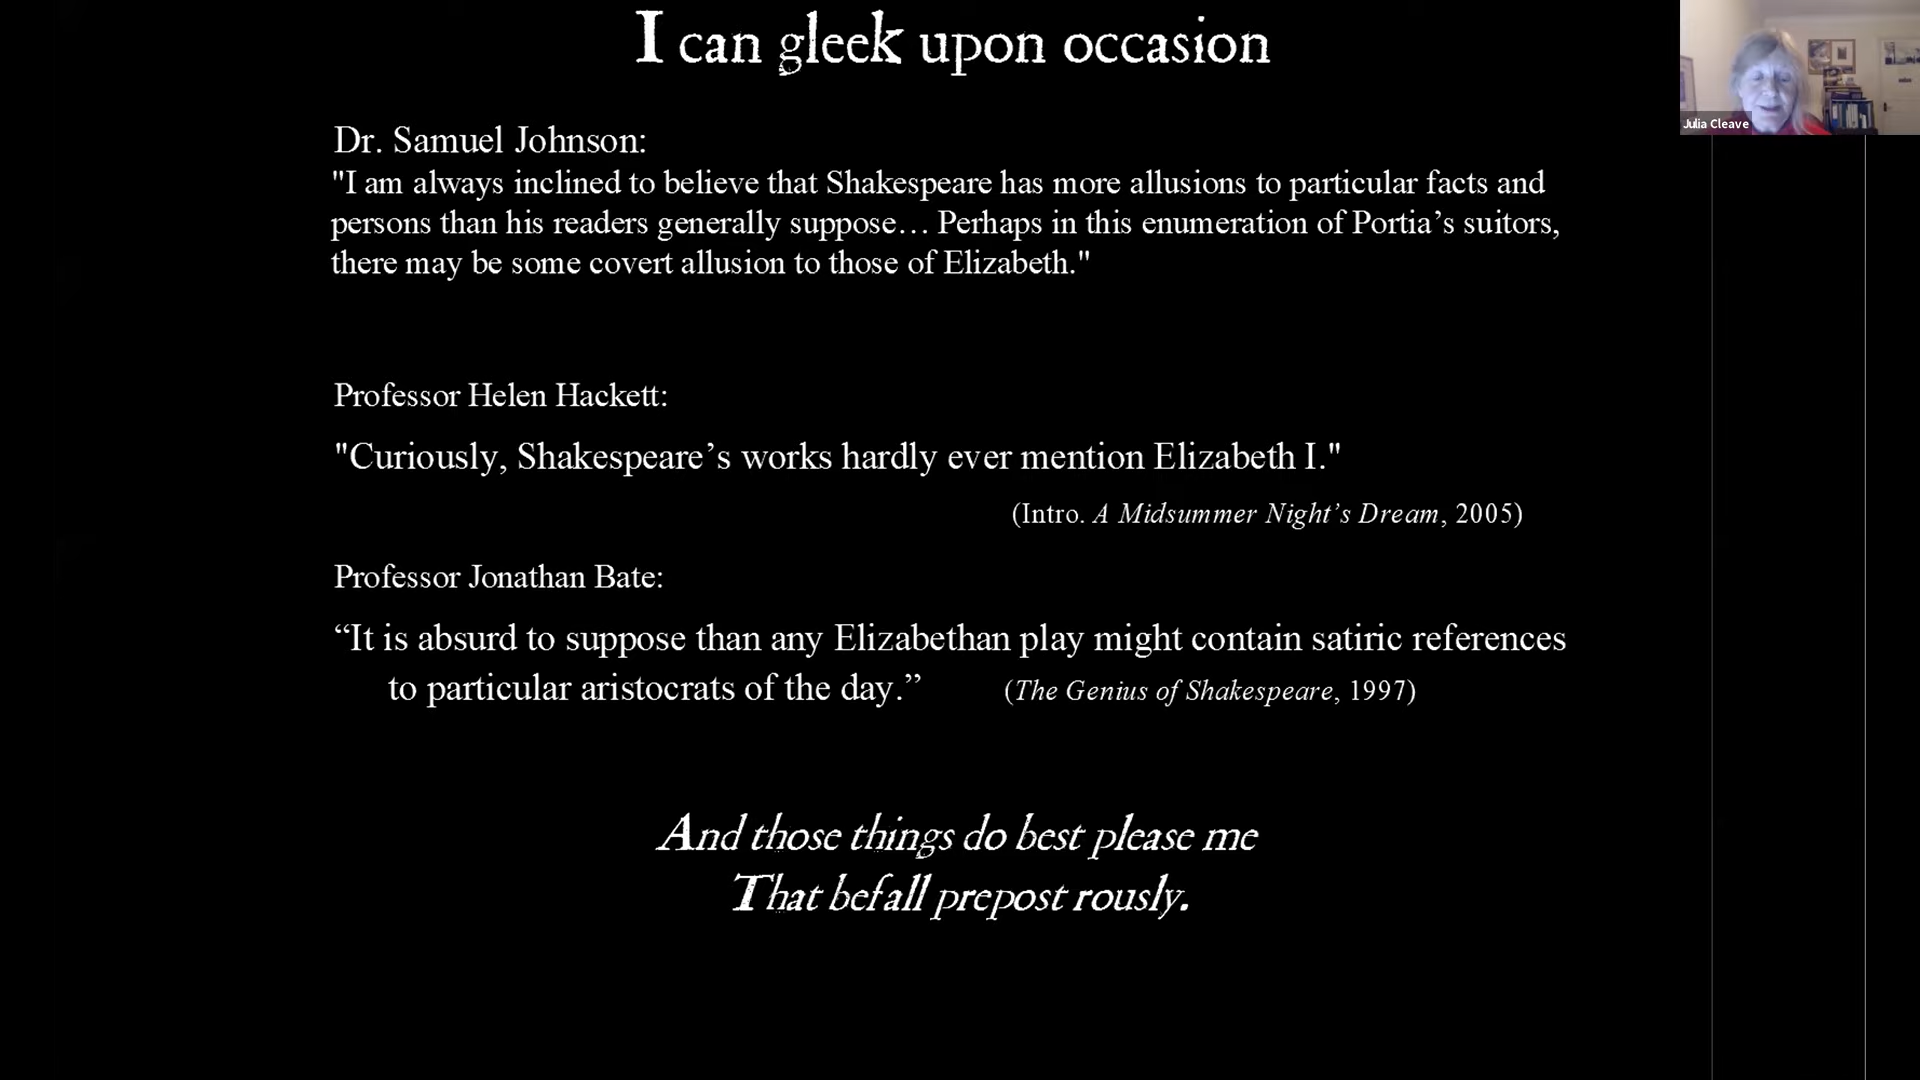 I can gleek upon occasion
Julia Cleave
Dr. Samuel Johnson:
"I am always inclined to believe that Shakespeare has more allusions to particular facts and
persons than his readers generally suppose… Perhaps in this enumeration of Portia’s suitors,
there may be some covert allusion to those of Elizabeth."
Professor Helen Hackett:
"Curiously, Shakespeare’s works hardly ever mention Elizabeth I."
(Intro. A Midsummer Night’s Dream, 2005)
Professor Jonathan Bate:
“It is absurd to suppose than any Elizabethan play might contain satiric references
to particular aristocrats of the day.” (The Genius of Shakespeare, 1997)
And those things do best please me
That befall prepost rously.